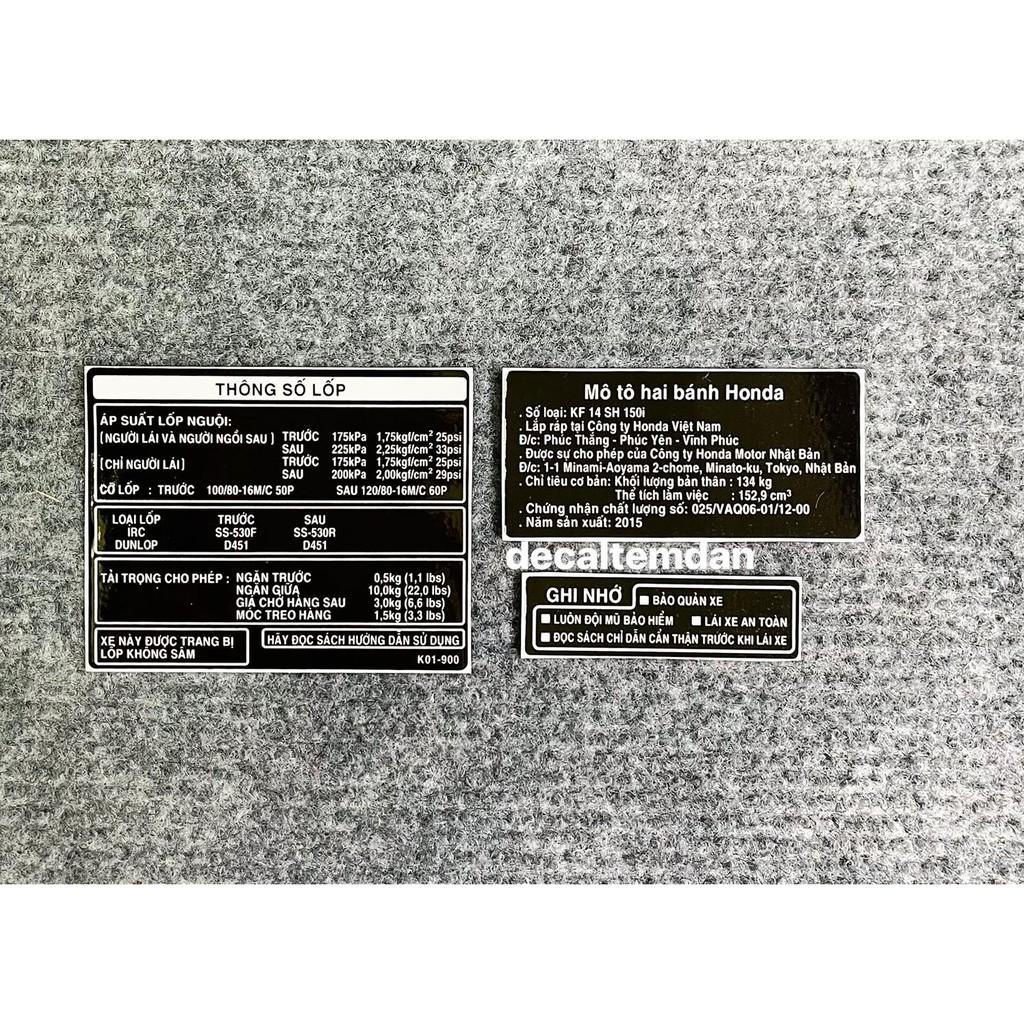 THÔNG SỐ LỐP
ÁP SUẤT LỐP NGUỘI:
(NGƯỜI LÁI VÀ NGƯỜI NGỒI SAU) TRƯỚC 175kPa 1,75kgf/cm² 25psi
SAU 225kPa 2,25kgf/cm² 33psi
(CHỈ NGƯỜI LÁI) TRƯỚC 175kPa 1,75kgf/cm² 25psi
SAU 200kPa 2,00kgf/cm² 29psi
CỠ LỐP : TRƯỚC 100/80-16M/C 50P SAU 120/80-16M/C 60P
LOẠI LỐP TRƯỚC SAU
IRC SS-530F SS-530R
DUNLOP D451 D451
TẢI TRỌNG CHO PHÉP : NGĂN TRƯỚC 0,5kg (1,1 lbs)
NGĂN GIỮA 10,0kg (22,0 lbs)
GIÁ CHỞ HÀNG SAU 3,0kg (6,6 lbs)
MÓC TREO HÀNG 1,5kg (3,3 lbs)
XE NÀY ĐƯỢC TRANG BỊ
LỐP KHÔNG SĂM
HÃY ĐỌC SÁCH HƯỚNG DẪN SỬ DỤNG
K01-900
Mô tô hai bánh Honda
. Số loại: KF 14 SH 150i
. Lắp ráp tại Công ty Honda Việt Nam
Đ/c: Phúc Thắng - Phúc Yên - Vĩnh Phúc
. Được sự cho phép của Công ty Honda Motor Nhật Bản
Đ/c: 1-1 Minami-Aoyama 2-chome, Minato-ku, Tokyo, Nhật Bản
. Chỉ tiêu cơ bản: Khối lượng bản thân : 134 kg
Thể tích làm việc : 152,9 cm³
. Chứng nhận chất lượng số: 025/VAQ06-01/12-00
. Năm sản xuất: 2015
decaltemdan
GHI NHỚ ■ BẢO QUẢN XE
■ LUÔN ĐỘI MŨ BẢO HIỂM ■ LÁI XE AN TOÀN
■ ĐỌC SÁCH CHỈ DẪN CẨN THẬN TRƯỚC KHI LÁI XE